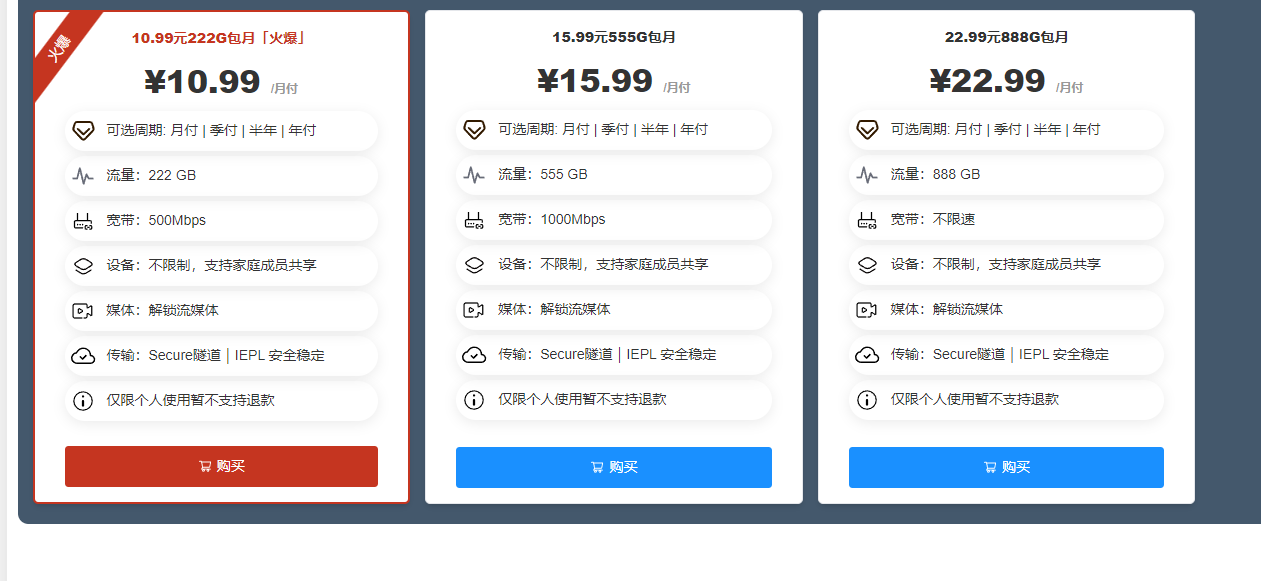 火爆
10.99元222G包月「火爆」
¥10.99 /月付
可选周期: 月付 | 季付 | 半年 | 年付
流量：222 GB
宽带：500Mbps
设备：不限制，支持家庭成员共享
媒体：解锁流媒体
传输：Secure隧道 | IEPL 安全稳定
仅限个人使用暂不支持退款
购买
15.99元555G包月
¥15.99 /月付
可选周期: 月付 | 季付 | 半年 | 年付
流量：555 GB
宽带：1000Mbps
设备：不限制，支持家庭成员共享
媒体：解锁流媒体
传输：Secure隧道 | IEPL 安全稳定
仅限个人使用暂不支持退款
购买
22.99元888G包月
¥22.99 /月付
可选周期: 月付 | 季付 | 半年 | 年付
流量：888 GB
宽带：不限速
设备：不限制，支持家庭成员共享
媒体：解锁流媒体
传输：Secure隧道 | IEPL 安全稳定
仅限个人使用暂不支持退款
购买